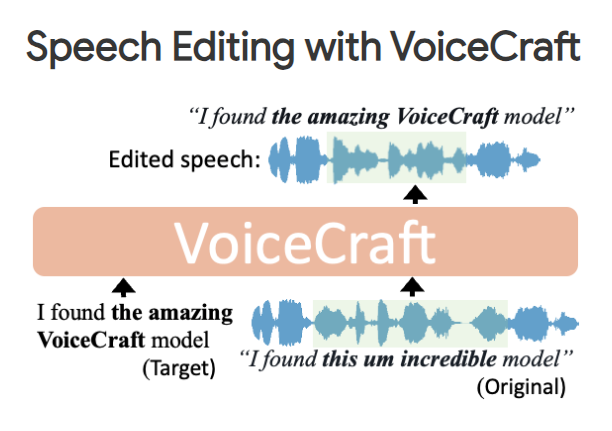 Speech Editing with VoiceCraft
“I found the amazing VoiceCraft model”
Edited speech:
VoiceCraft
I found the amazing
VoiceCraft model
(Target)
“I found this um incredible model”
(Original)